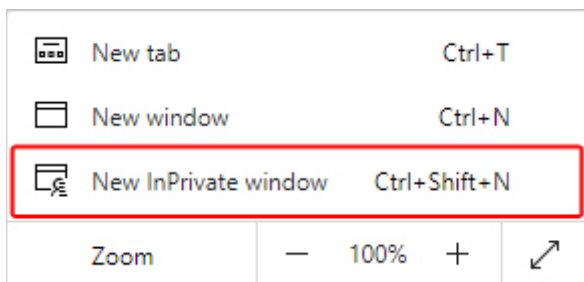 New tab Ctrl+T
New window Ctrl+N
New InPrivate window Ctrl+Shift+N
Zoom — 100% +